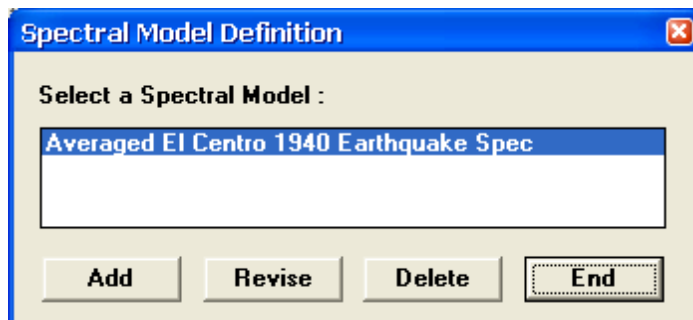 Spectral Model Definition
Select a Spectral Model :
Averaged El Centro 1940 Earthquake Spec
Add Revise Delete End